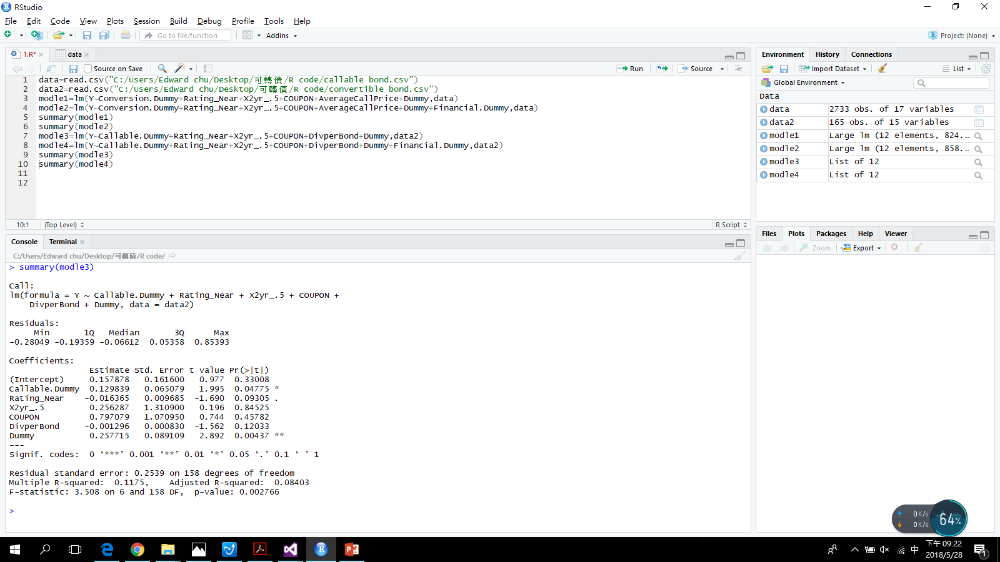 RStudio
File Edit Code View Plots Session Build Debug Profile Tools Help
Go to file/function Addins Project: (None)
1.R* data
Source on Save Run Source
1 data=read.csv("C:/Users/Edward chu/Desktop/可轉債/R code/callable bond.csv")
2 data2=read.csv("C:/Users/Edward chu/Desktop/可轉債/R code/convertible bond.csv")
3 modle1=lm(Y~Conversion.Dummy+Rating_Near+X2yr_.5+COUPON+AverageCallPrice+Dummy,data)
4 modle2=lm(Y~Conversion.Dummy+Rating_Near+X2yr_.5+COUPON+AverageCallPrice+Dummy+Financial.Dummy,data)
5 summary(modle1)
6 summary(modle2)
7 modle3=lm(Y~Callable.Dummy+Rating_Near+X2yr_.5+COUPON+DivperBond+Dummy,data2)
8 modle4=lm(Y~Callable.Dummy+Rating_Near+X2yr_.5+COUPON+DivperBond+Dummy+Financial.Dummy,data2)
9 summary(modle3)
10 summary(modle4)
11
12
10:1 (Top Level) R Script
Console Terminal
C:/Users/Edward chu/Desktop/可轉債/R code/
> summary(modle3)
Call:
lm(formula = Y ~ Callable.Dummy + Rating_Near + X2yr_.5 + COUPON +
DivperBond + Dummy, data = data2)
Residuals:
Min 1Q Median 3Q Max
-0.28049 -0.19359 -0.06612 0.05358 0.85393
Coefficients:
Estimate Std. Error t value Pr(>|t|)
(Intercept) 0.157878 0.161600 0.977 0.33008
Callable.Dummy 0.129839 0.065079 1.995 0.04775 *
Rating_Near -0.016365 0.009685 -1.690 0.09305 .
X2yr_.5 0.256287 1.310900 0.196 0.84525
COUPON 0.797079 1.070950 0.744 0.45782
DivperBond -0.001296 0.000830 -1.562 0.12033
Dummy 0.257715 0.089109 2.892 0.00437 **
---
Signif. codes: 0 ‘***’ 0.001 ‘**’ 0.01 ‘*’ 0.05 ‘.’ 0.1 ‘ ’ 1
Residual standard error: 0.2539 on 158 degrees of freedom
Multiple R-squared: 0.1175, Adjusted R-squared: 0.08403
F-statistic: 3.508 on 6 and 158 DF, p-value: 0.002766
>
Environment History Connections
Import Dataset List
Global Environment
Data
data 2733 obs. of 17 variables
data2 165 obs. of 15 variables
modle1 Large lm (12 elements, 824.…
modle2 Large lm (12 elements, 858.…
modle3 List of 12
modle4 List of 12
Files Plots Packages Help Viewer
Zoom Export
0K/s
0K/s
64%
中
下午 09:22
2018/5/28
1